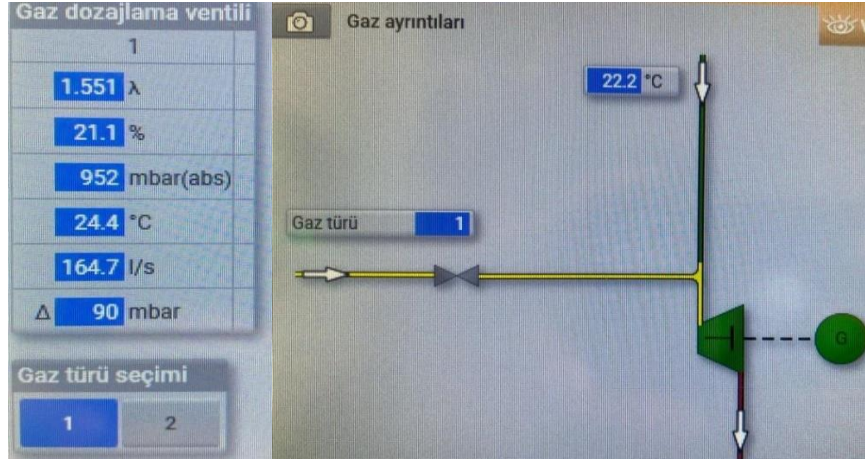 Gaz dozajlama ventili
1
1.551 λ
21.1 %
952 mbar(abs)
24.4 °C
164.7 l/s
Δ 90 mbar
Gaz türü seçimi
1 2
Gaz ayrıntıları
22.2 °C
Gaz türü 1
G